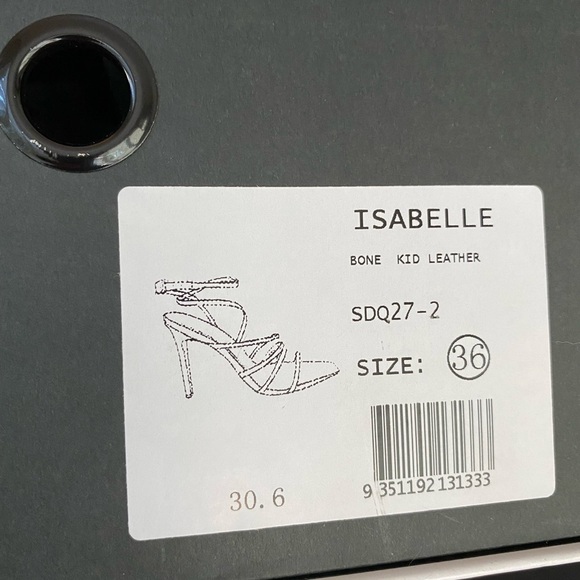 ISABELLE
BONE KID LEATHER
SDQ27-2
SIZE: 36
30.6
9 351192 131333